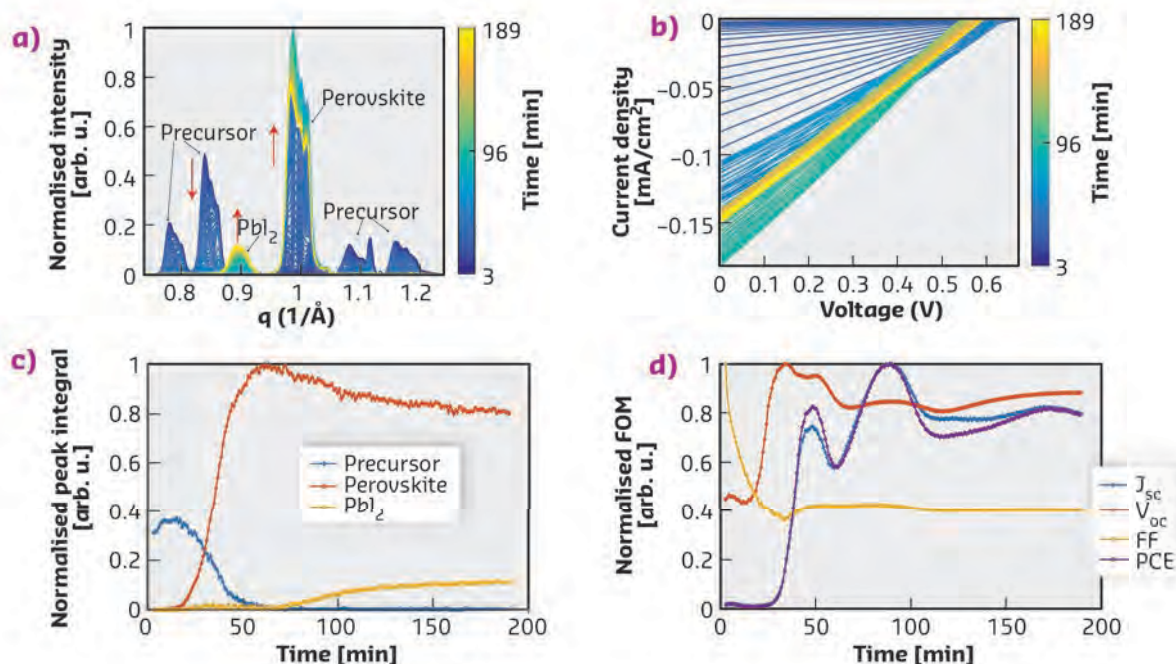 a)
Normalised intensity
[arb. u.]
1
0.8
0.6
0.4
0.2
0
0.8
0.9
1
1.1
1.2
q (1/Å)
Precursor
PbI₂
Perovskite
Precursor
189
96
3
Time [min]
b)
Current density
[mA/cm²]
0
-0.05
-0.1
-0.15
0
0.1
0.2
0.3
0.4
0.5
0.6
Voltage (V)
189
96
3
Time [min]
c)
Normalised peak integral
[arb. u.]
1
0.8
0.6
0.4
0.2
0
0
50
100
150
200
Time [min]
Precursor
Perovskite
PbI₂
d)
Normalised FOM
[arb. u.]
1
0.8
0.6
0.4
0.2
0
0
50
100
150
200
Time [min]
Jsc
Voc
FF
PCE